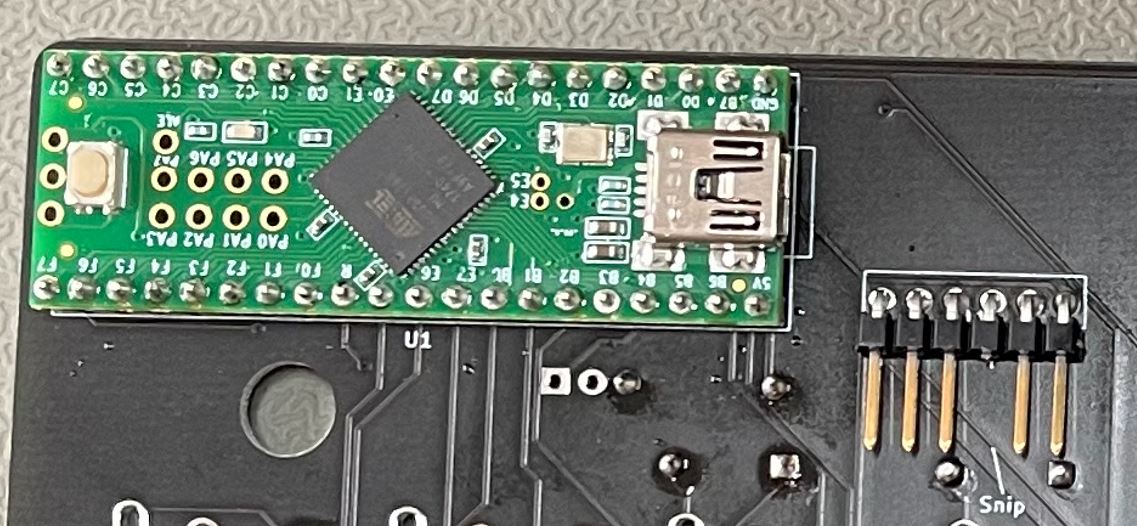 C7 C6 C5 C4 C3 C2 C1 C0 E1 E0 D7 D6 D5 D4 D3 D2 D1 D0 B7 GND
ALE
PA7 PA6 PA5 PA4
E5
E4
ATMEL
PA3 PA2 PA1 PA0
F7 F6 F5 F4 F3 F2 F1 F0 R E6 E7 B0 B1 B2 B3 B4 B5 B6 5V
U1
Snip